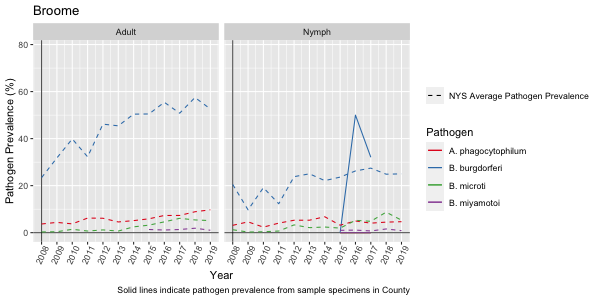 Broome
Adult
Nymph
Pathogen Prevalence (%)
80
60
40
20
0
2008 2009 2010 2011 2012 2013 2014 2015 2016 2017 2018 2019
2008 2009 2010 2011 2012 2013 2014 2015 2016 2017 2018 2019
Year
Solid lines indicate pathogen prevalence from sample specimens in County
NYS Average Pathogen Prevalence
Pathogen
A. phagocytophilum
B. burgdorferi
B. microti
B. miyamotoi